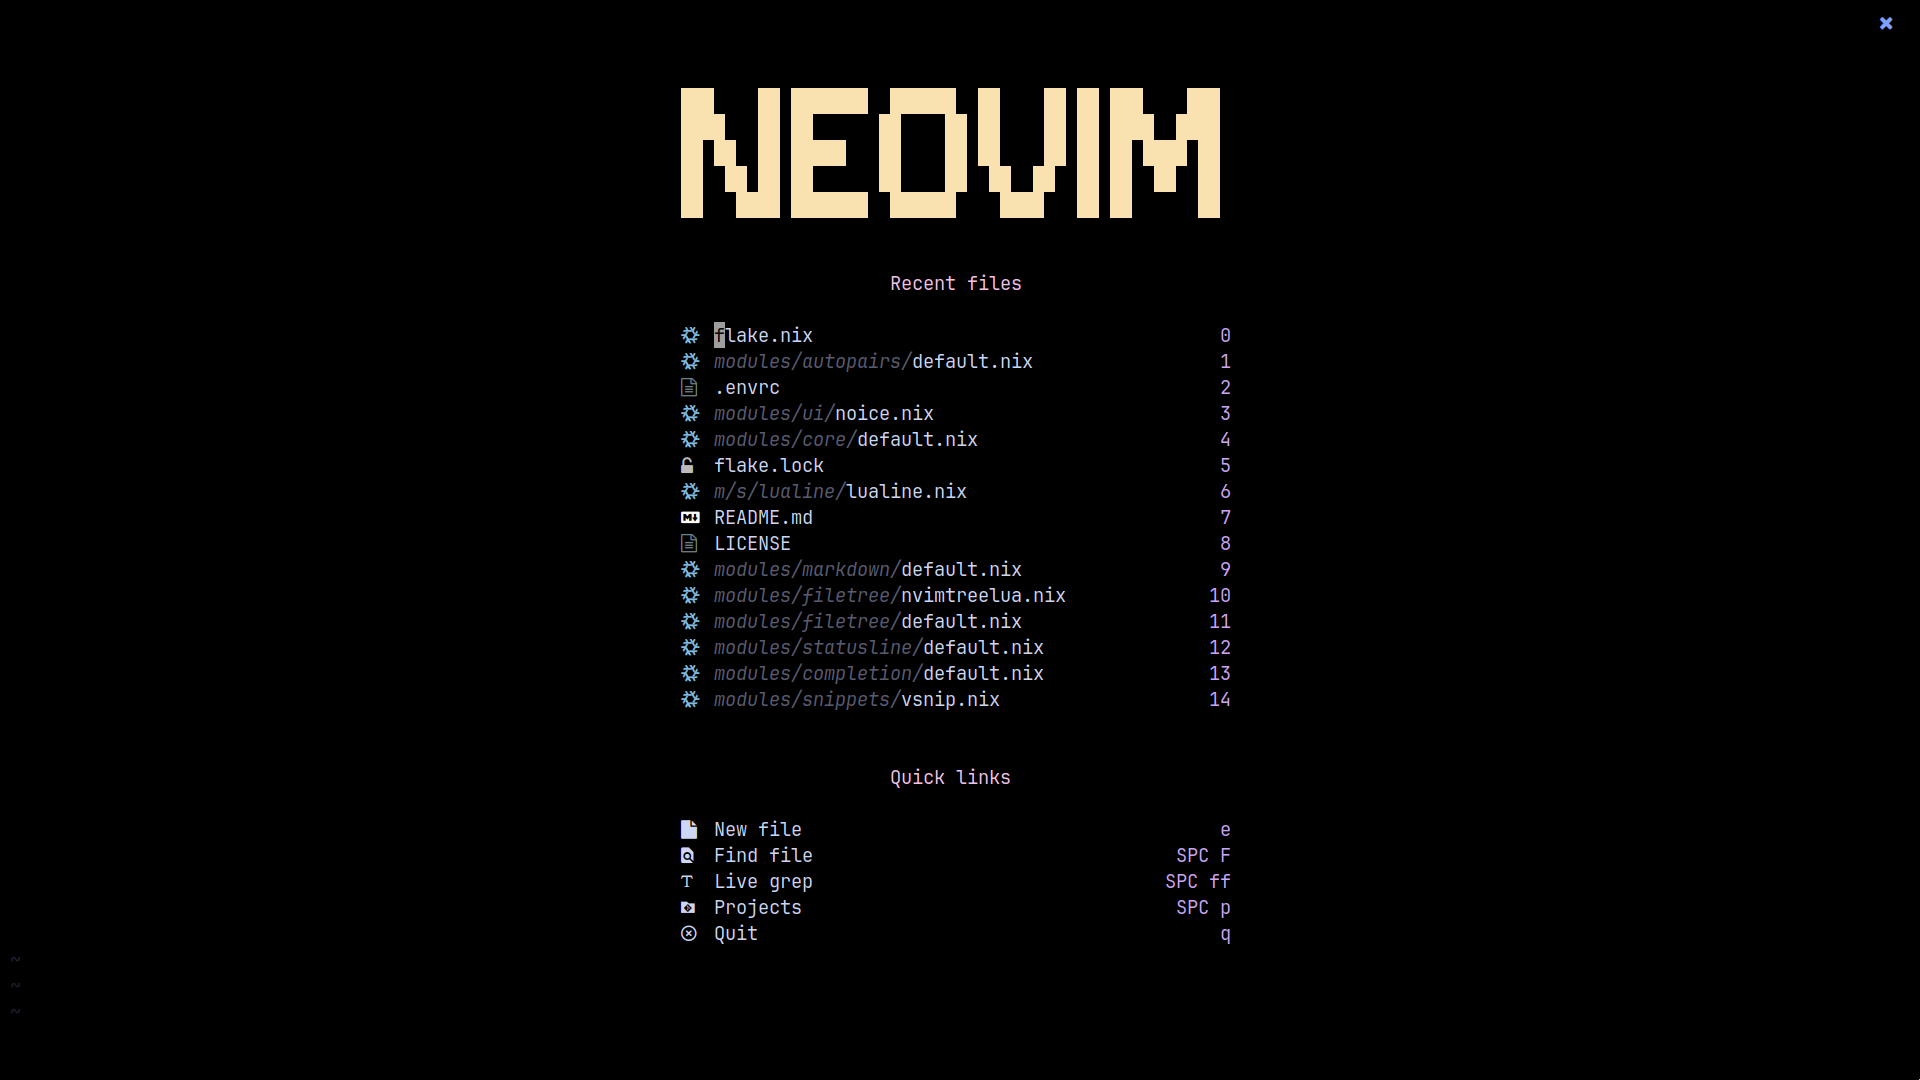 NEOVIM
Recent files
flake.nix 0
modules/autopairs/default.nix 1
.envrc 2
modules/ui/noice.nix 3
modules/core/default.nix 4
flake.lock 5
m/s/lualine/lualine.nix 6
README.md 7
LICENSE 8
modules/markdown/default.nix 9
modules/filetree/nvimtreelua.nix 10
modules/filetree/default.nix 11
modules/statusline/default.nix 12
modules/completion/default.nix 13
modules/snippets/vsnip.nix 14
Quick links
New file e
Find file SPC F
Live grep SPC ff
Projects SPC p
Quit q
~
~
~